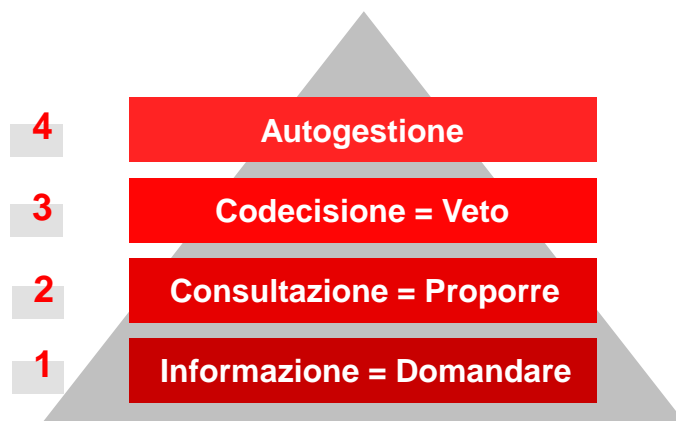 4 Autogestione
3 Codecisione = Veto
2 Consultazione = Proporre
1 Informazione = Domandare